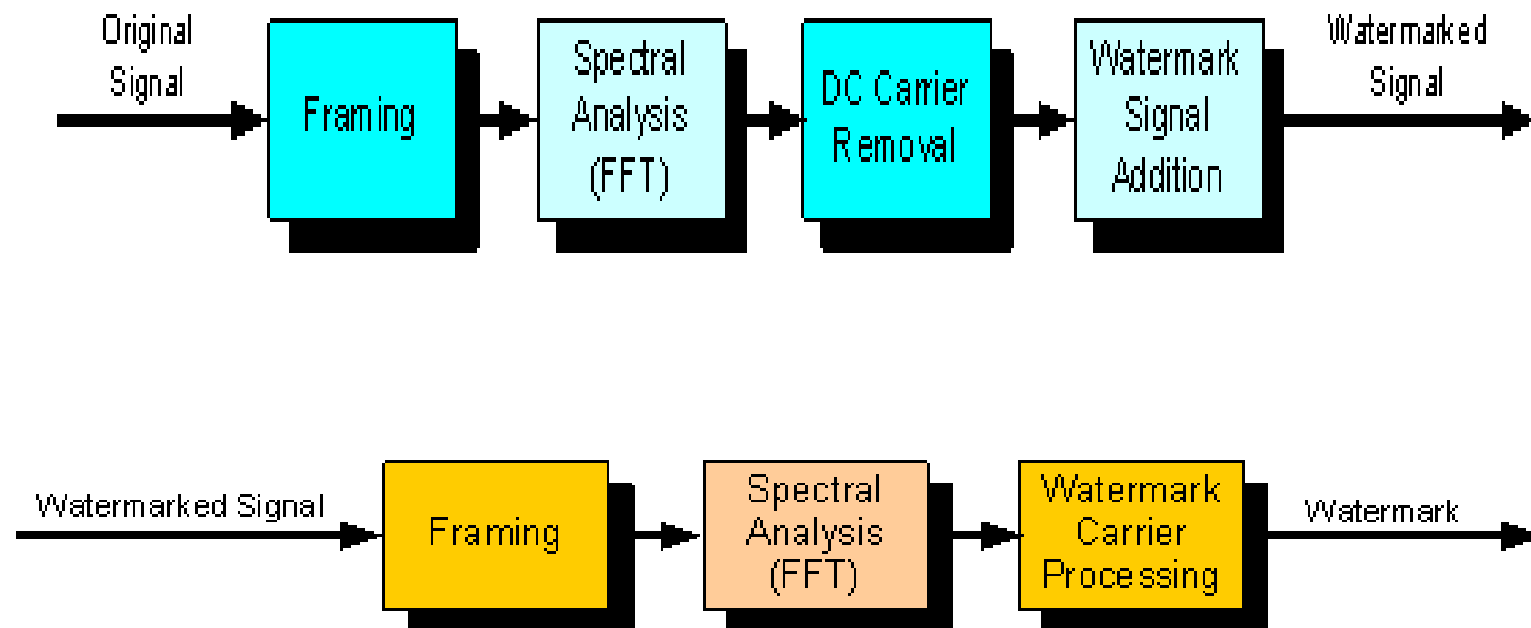 Original
Signal
Framing
Spectral
Analysis
(FFT)
DC Carrier
Removal
Watermark
Signal
Addition
Watermarked
Signal
Watermarked Signal
Framing
Spectral
Analysis
(FFT)
Watermark
Carrier
Processing
Watermark